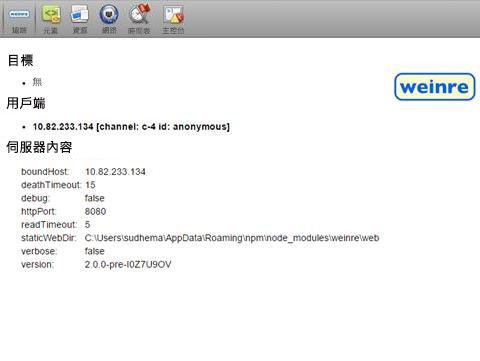 weinre
遠端 元素 資源 網路 時間表 主控台
目標
無
weinre
用戶端
10.82.233.134 [channel: c-4 id: anonymous]
伺服器內容
boundHost: 10.82.233.134
deathTimeout: 15
debug: false
httpPort: 8080
readTimeout: 5
staticWebDir: C:\Users\sudhema\AppData\Roaming\npm\node_modules\weinre\web
verbose: false
version: 2.0.0-pre-I0Z7U9OV